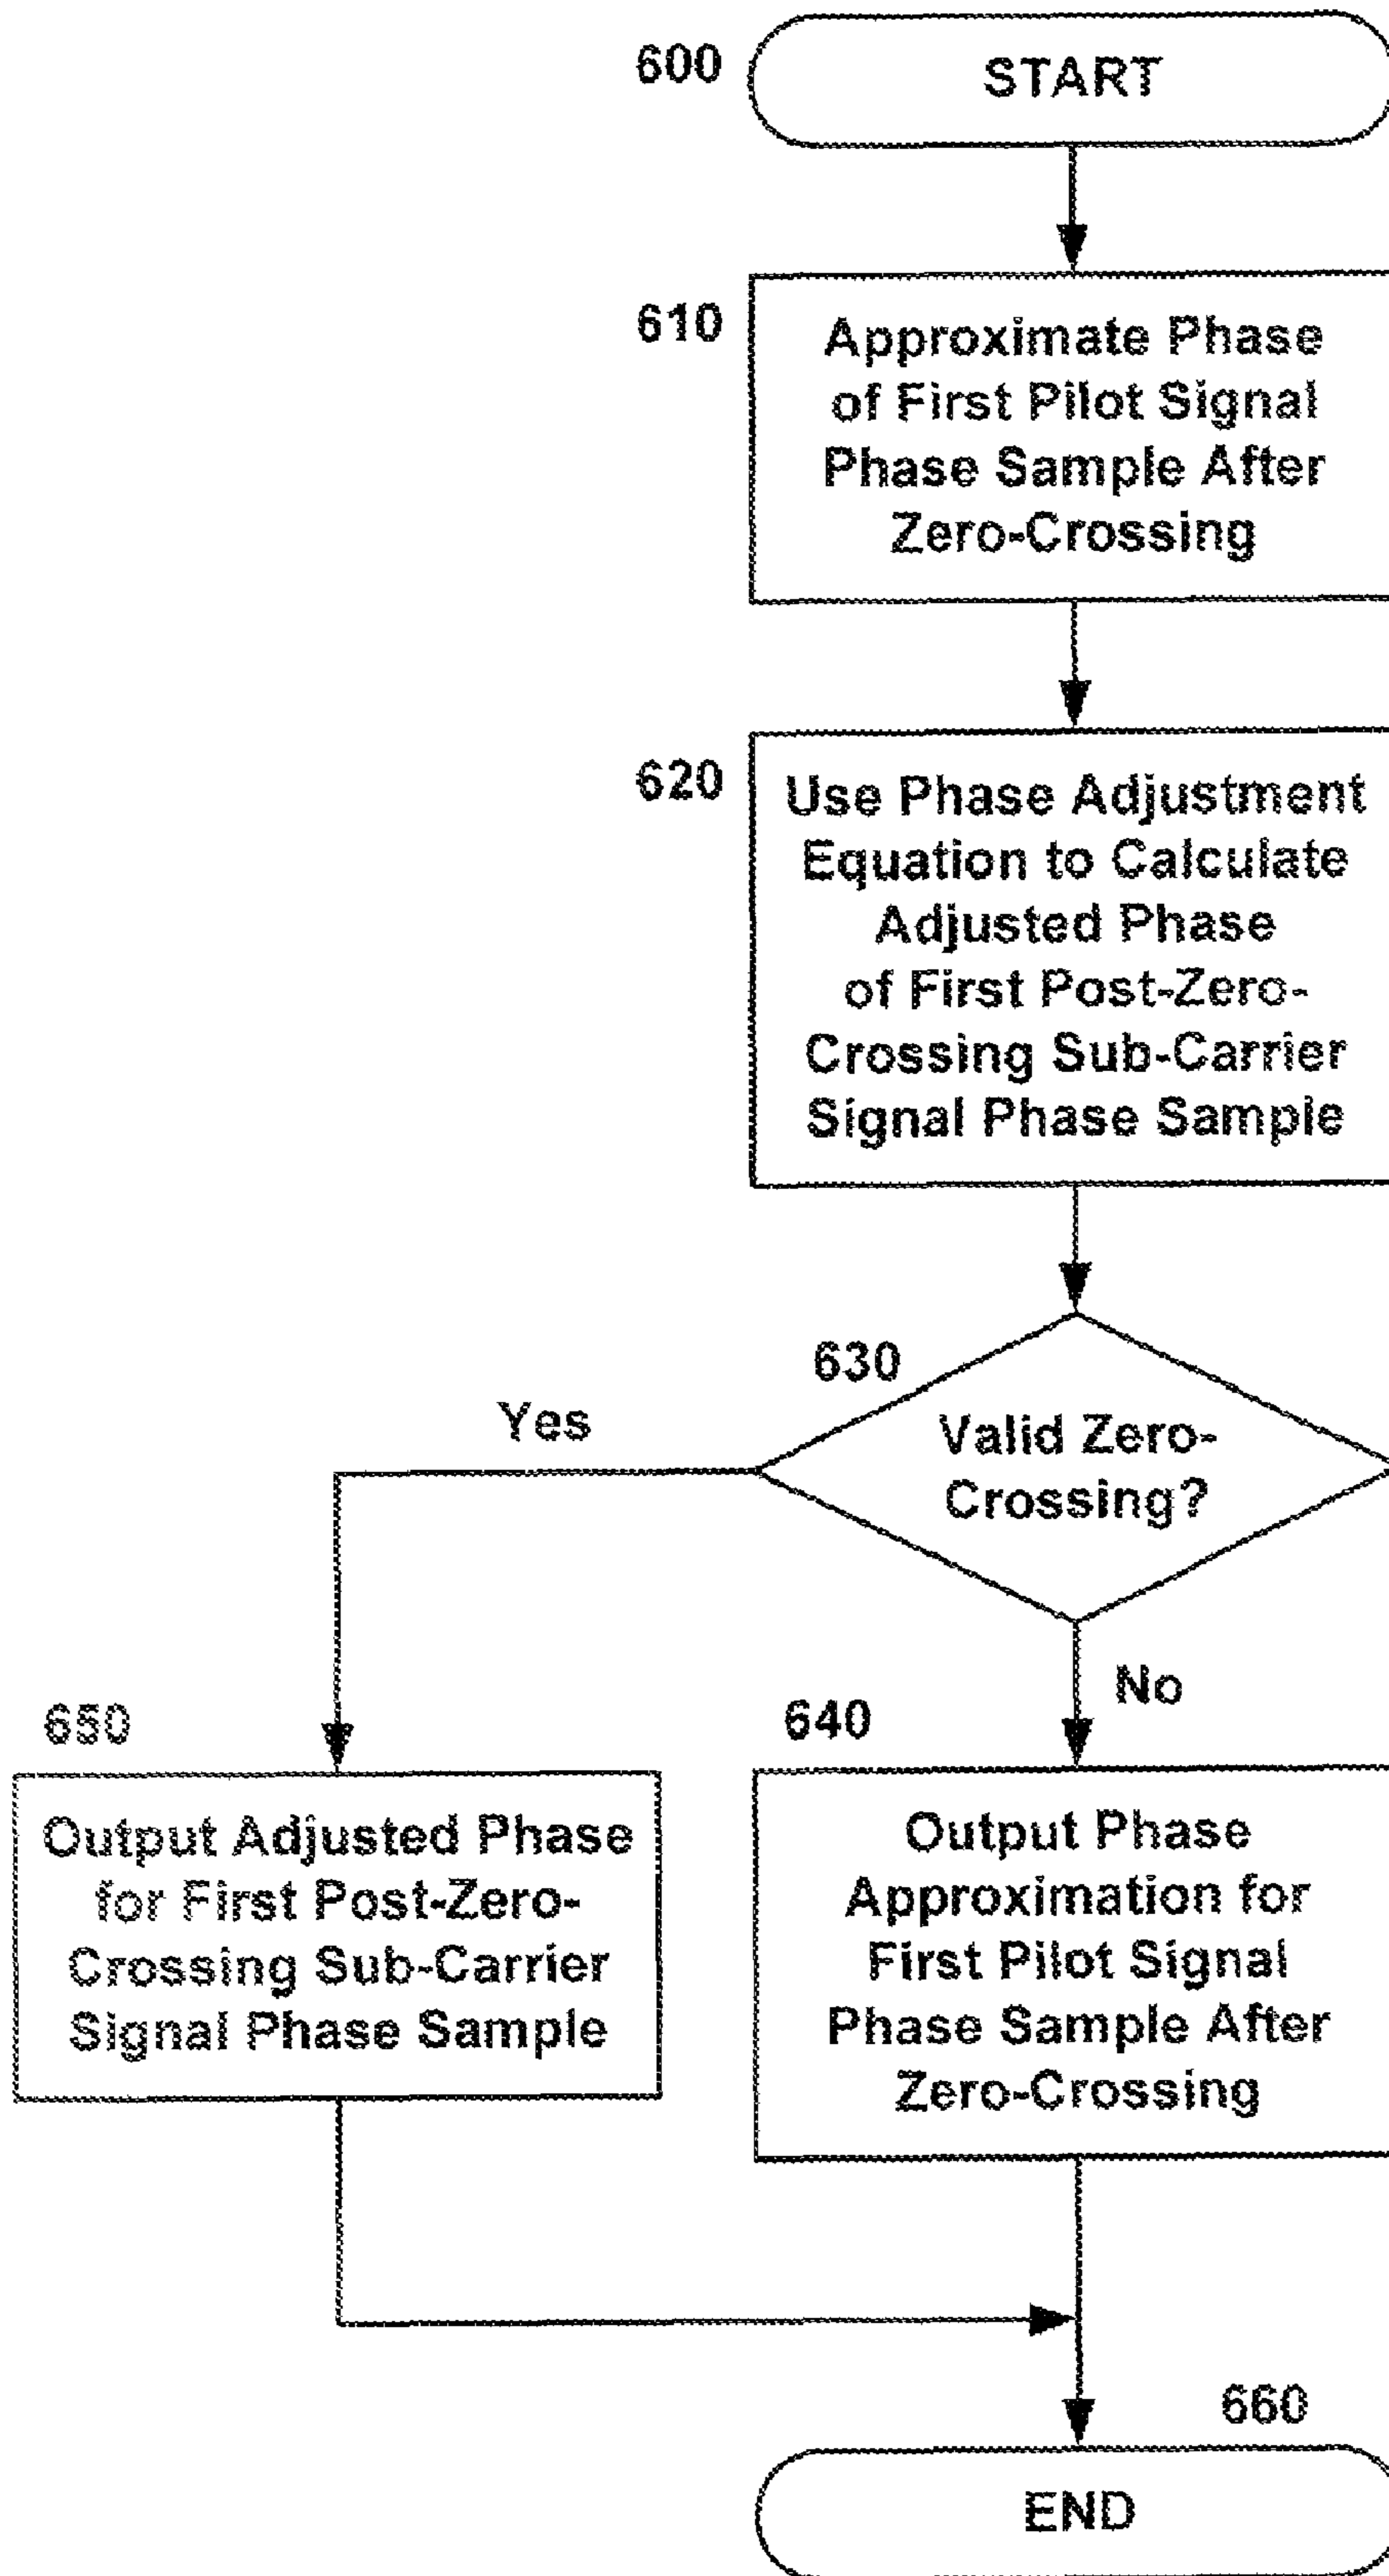 600
START
610
Approximate Phase
of First Pilot Signal
Phase Sample After
Zero-Crossing
620
Use Phase Adjustment
Equation to Calculate
Adjusted Phase
of First Post-Zero-
Crossing Sub-Carrier
Signal Phase Sample
630
Valid Zero-
Crossing?
Yes
No
650
Output Adjusted Phase
for First Post-Zero-
Crossing Sub-Carrier
Signal Phase Sample
640
Output Phase
Approximation for
First Pilot Signal
Phase Sample After
Zero-Crossing
660
END